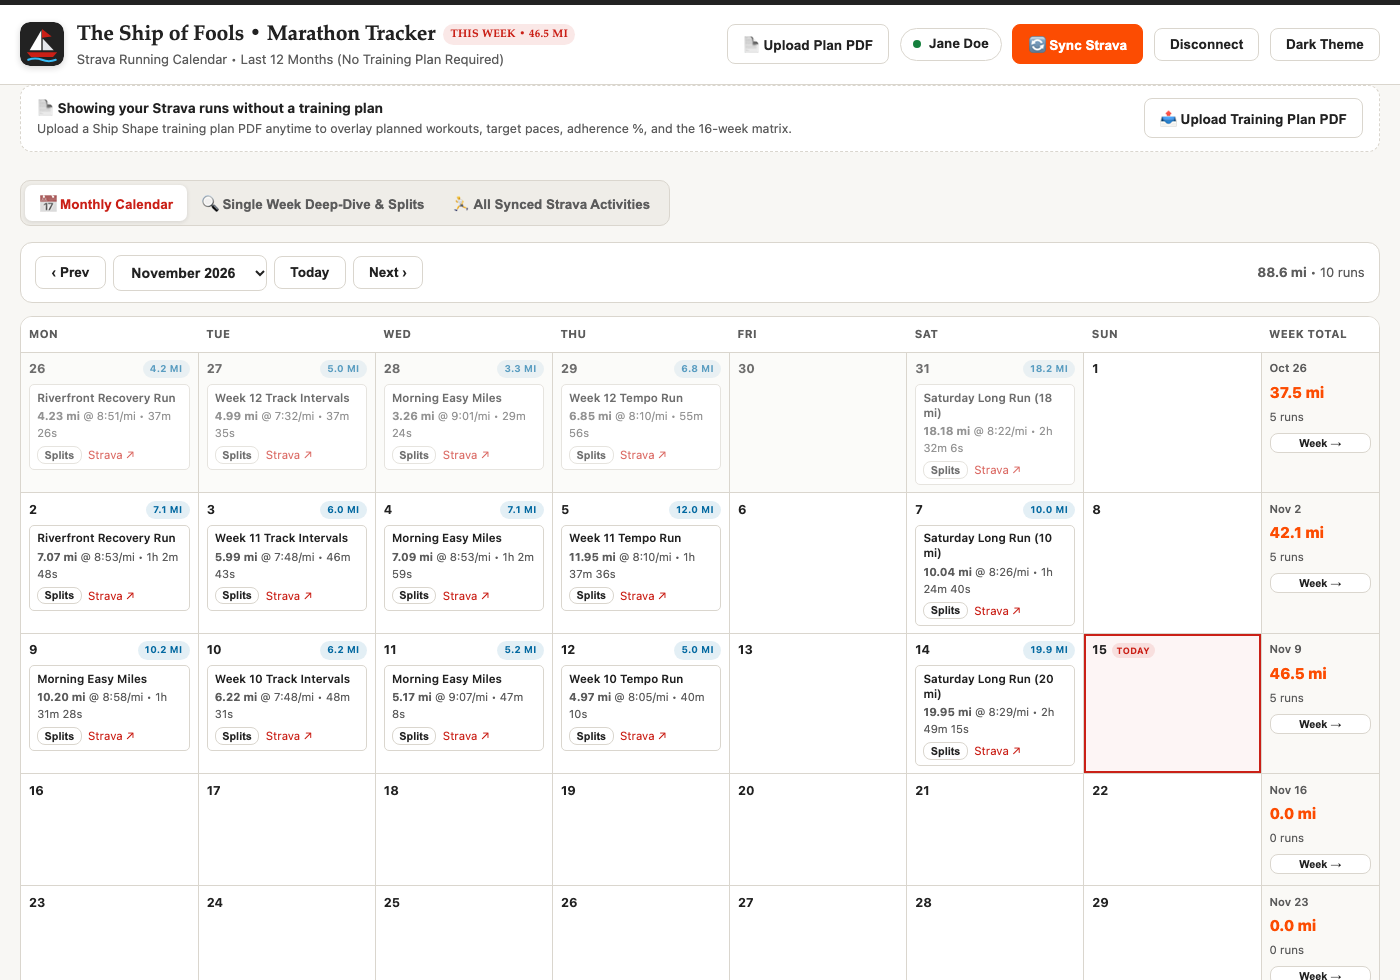 The Ship of Fools • Marathon Tracker THIS WEEK • 46.5 MI
Strava Running Calendar • Last 12 Months (No Training Plan Required)
Upload Plan PDF
Jane Doe
Sync Strava
Disconnect
Dark Theme
Showing your Strava runs without a training plan
Upload a Ship Shape training plan PDF anytime to overlay planned workouts, target paces, adherence %, and the 16-week matrix.
Upload Training Plan PDF
Monthly Calendar
Single Week Deep-Dive & Splits
All Synced Strava Activities
‹ Prev
November 2026
Today
Next ›
88.6 mi • 10 runs
MON TUE WED THU FRI SAT SUN WEEK TOTAL
26 4.2 MI
Riverfront Recovery Run
4.23 mi @ 8:51/mi • 37m
26s
Splits Strava ↗
27 5.0 MI
Week 12 Track Intervals
4.99 mi @ 7:32/mi • 37m
35s
Splits Strava ↗
28 3.3 MI
Morning Easy Miles
3.26 mi @ 9:01/mi • 29m
24s
Splits Strava ↗
29 6.8 MI
Week 12 Tempo Run
6.85 mi @ 8:10/mi • 55m
56s
Splits Strava ↗
30
31 18.2 MI
Saturday Long Run (18
mi)
18.18 mi @ 8:22/mi • 2h
32m 6s
Splits Strava ↗
1
Oct 26
37.5 mi
5 runs
Week →
2 7.1 MI
Riverfront Recovery Run
7.07 mi @ 8:53/mi • 1h 2m
48s
Splits Strava ↗
3 6.0 MI
Week 11 Track Intervals
5.99 mi @ 7:48/mi • 46m
43s
Splits Strava ↗
4 7.1 MI
Morning Easy Miles
7.09 mi @ 8:53/mi • 1h 2m
59s
Splits Strava ↗
5 12.0 MI
Week 11 Tempo Run
11.95 mi @ 8:10/mi • 1h
37m 36s
Splits Strava ↗
6
7 10.0 MI
Saturday Long Run (10
mi)
10.04 mi @ 8:26/mi • 1h
24m 40s
Splits Strava ↗
8
Nov 2
42.1 mi
5 runs
Week →
9 10.2 MI
Morning Easy Miles
10.20 mi @ 8:58/mi • 1h
31m 28s
Splits Strava ↗
10 6.2 MI
Week 10 Track Intervals
6.22 mi @ 7:48/mi • 48m
31s
Splits Strava ↗
11 5.2 MI
Morning Easy Miles
5.17 mi @ 9:07/mi • 47m
8s
Splits Strava ↗
12 5.0 MI
Week 10 Tempo Run
4.97 mi @ 8:05/mi • 40m
10s
Splits Strava ↗
13
14 19.9 MI
Saturday Long Run (20
mi)
19.95 mi @ 8:29/mi • 2h
49m 15s
Splits Strava ↗
15 TODAY
Nov 9
46.5 mi
5 runs
Week →
16 17 18 19 20 21 22
Nov 16
0.0 mi
0 runs
Week →
23 24 25 26 27 28 29
Nov 23
0.0 mi
0 runs
Week →